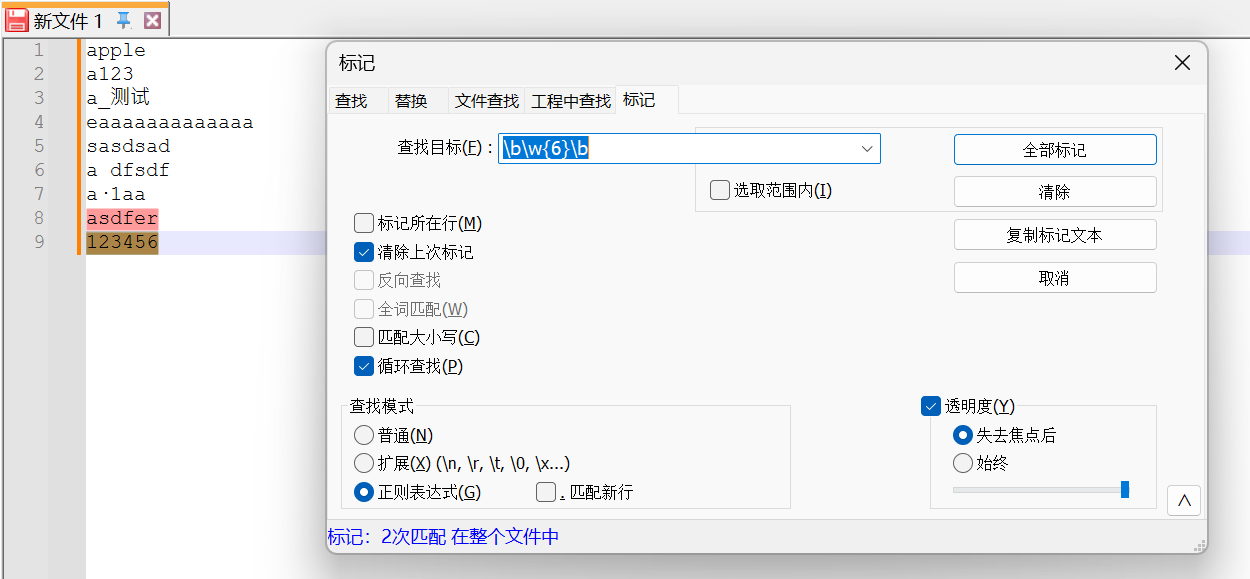 新文件 1
1 apple
2 a123
3 a_测试
4 eaaaaaaaaaaaaa
5 sasdsad
6 a dfsdf
7 a·1aa
8 asdfer
9 123456
标记
查找 替换 文件查找 工程中查找 标记
查找目标(F) : \b\w{6}\b
全部标记
选取范围内(I)
清除
标记所在行(M)
复制标记文本
清除上次标记
取消
反向查找
全词匹配(W)
匹配大小写(C)
循环查找(P)
查找模式
透明度(Y)
普通(N)
失去焦点后
扩展(X) (\n, \r, \t, \0, \x...)
始终
正则表达式(G) . 匹配新行
标记: 2次匹配 在整个文件中